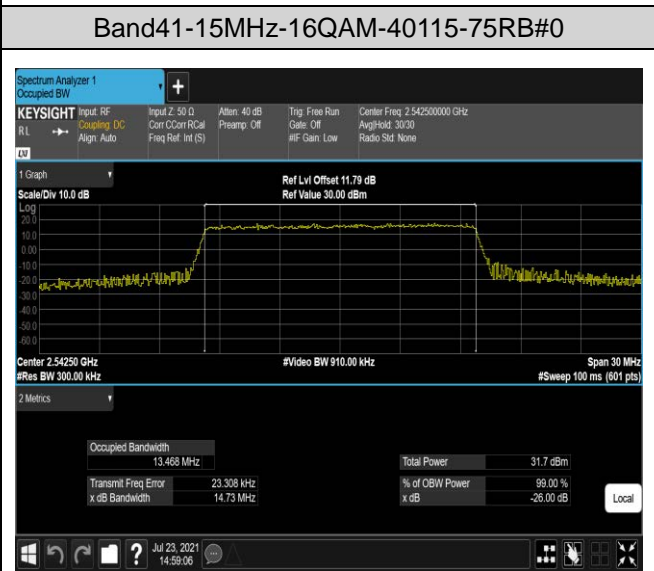 Band41-15MHz-16QAM-40115-75RB#0
Spectrum Analyzer 1
Occupied BW
+
KEYSIGHT Input: RF Input Z: 50 Ω Atten: 40 dB Trig: Free Run Center Freq: 2.542500000 GHz
RL Coupling: DC Corr CCorr RCal Preamp: Off Gate: Off Avg|Hold: 30/30
Align: Auto Freq Ref: Int (S) #IF Gain: Low Radio Std: None
LXI
1 Graph
Ref Lvl Offset 11.79 dB
Scale/Div 10.0 dB Ref Value 30.00 dBm
Log
20.0
10.0
0.00
-10.0
-20.0
-30.0
-40.0
-50.0
-60.0
Center 2.54250 GHz #Video BW 910.00 kHz Span 30 MHz
#Res BW 300.00 kHz #Sweep 100 ms (601 pts)
2 Metrics
Occupied Bandwidth
13.468 MHz Total Power 31.7 dBm
Transmit Freq Error 23.308 kHz % of OBW Power 99.00 %
x dB Bandwidth 14.73 MHz x dB -26.00 dB
Local
? Jul 23, 2021
14:59:06